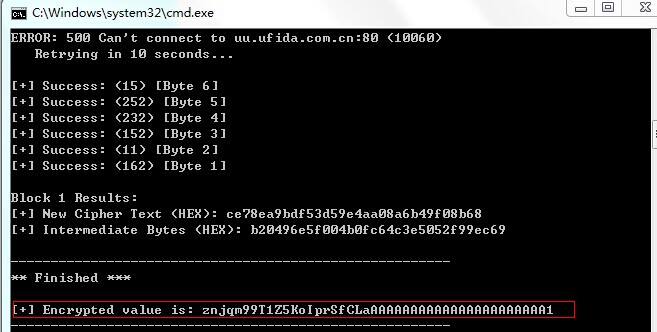 C:\Windows\system32\cmd.exe
ERROR: 500 Can't connect to uu.ufida.com.cn:80 (10060)
Retrying in 10 seconds...
[+] Success: (15) [Byte 6]
[+] Success: (252) [Byte 5]
[+] Success: (232) [Byte 4]
[+] Success: (152) [Byte 3]
[+] Success: (11) [Byte 2]
[+] Success: (162) [Byte 1]
Block 1 Results:
[+] New Cipher Text (HEX): ce78ea9bdf53d59e4aa08a6b49f08b68
[+] Intermediate Bytes (HEX): b20496e5f004b0fc64c3e5052f99ec69
-------------------------------------------------------
** Finished ***
[+] Encrypted value is: znjqm99T1Z5KoIprSfCLaAAAAAAAAAAAAAAAAAAAAAA1
-------------------------------------------------------